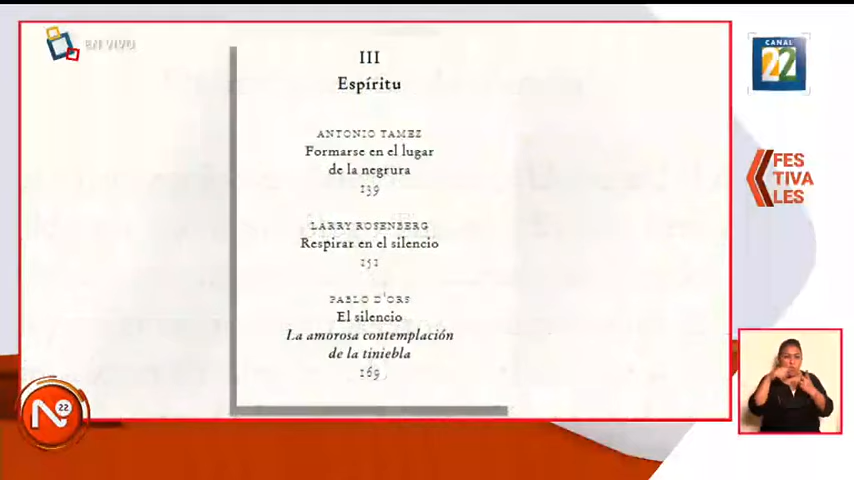 EN VIVO
III
Espíritu
ANTONIO TAMEZ
Formarse en el lugar
de la negrura
139
LARRY ROSENBERG
Respirar en el silencio
151
PABLO D'ORS
El silencio
La amorosa contemplación
de la tiniebla
169
CANAL
22
FES
TIVA
LES
N22